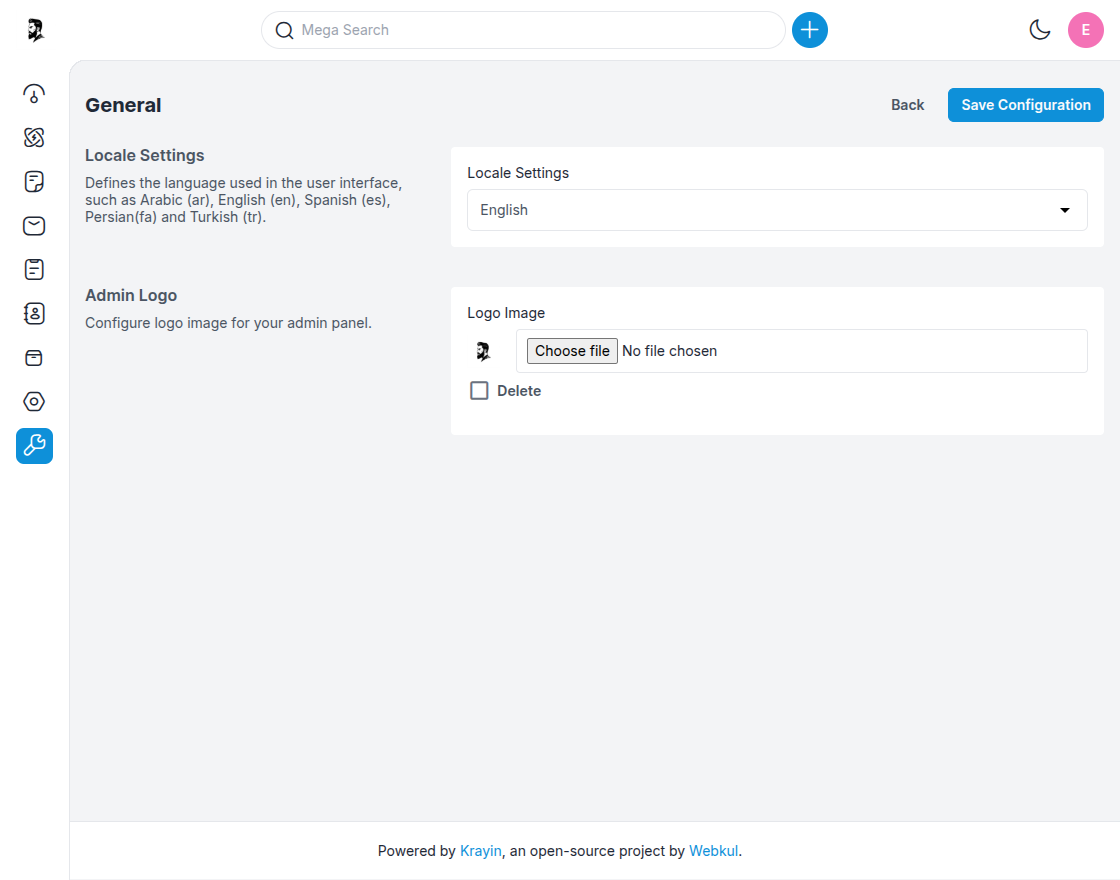 Mega Search
E
General
Back
Save Configuration
Locale Settings
Defines the language used in the user interface,
such as Arabic (ar), English (en), Spanish (es),
Persian(fa) and Turkish (tr).
Locale Settings
English
Admin Logo
Configure logo image for your admin panel.
Logo Image
Choose file No file chosen
Delete
Powered by Krayin, an open-source project by Webkul.